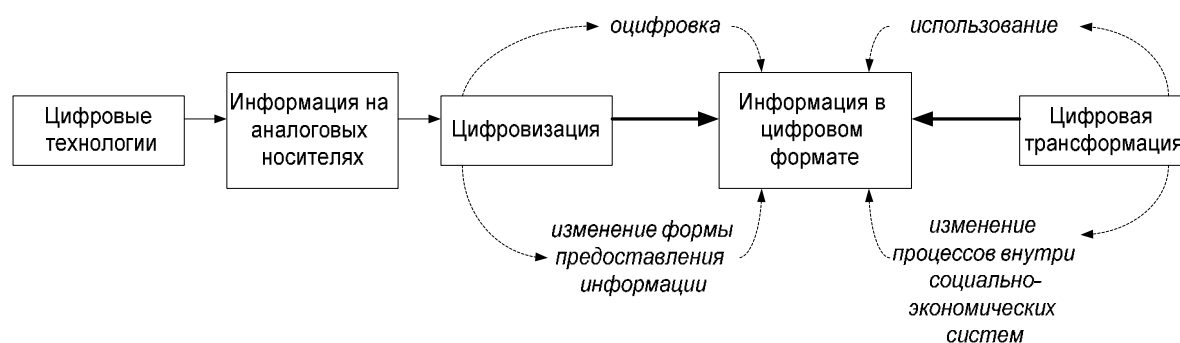 оцифровка
использование
Цифровые
технологии
Информация на
аналоговых
носителях
Цифровизация
Информация в
цифровом
формате
Цифровая
трансформация
изменение формы
предоставления
информации
изменение
процессов внутри
социально-
экономических
систем